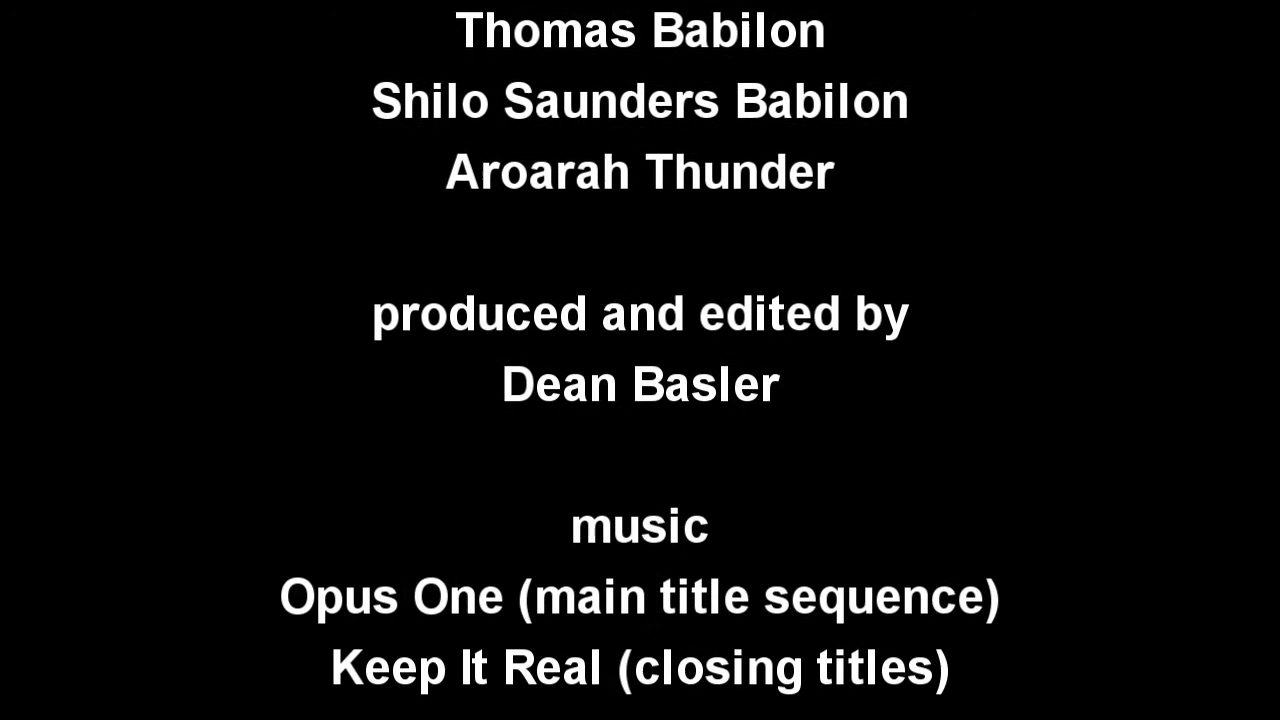 Thomas Babilon
Shilo Saunders Babilon
Aroarah Thunder
produced and edited by
Dean Basler
music
Opus One (main title sequence)
Keep It Real (closing titles)